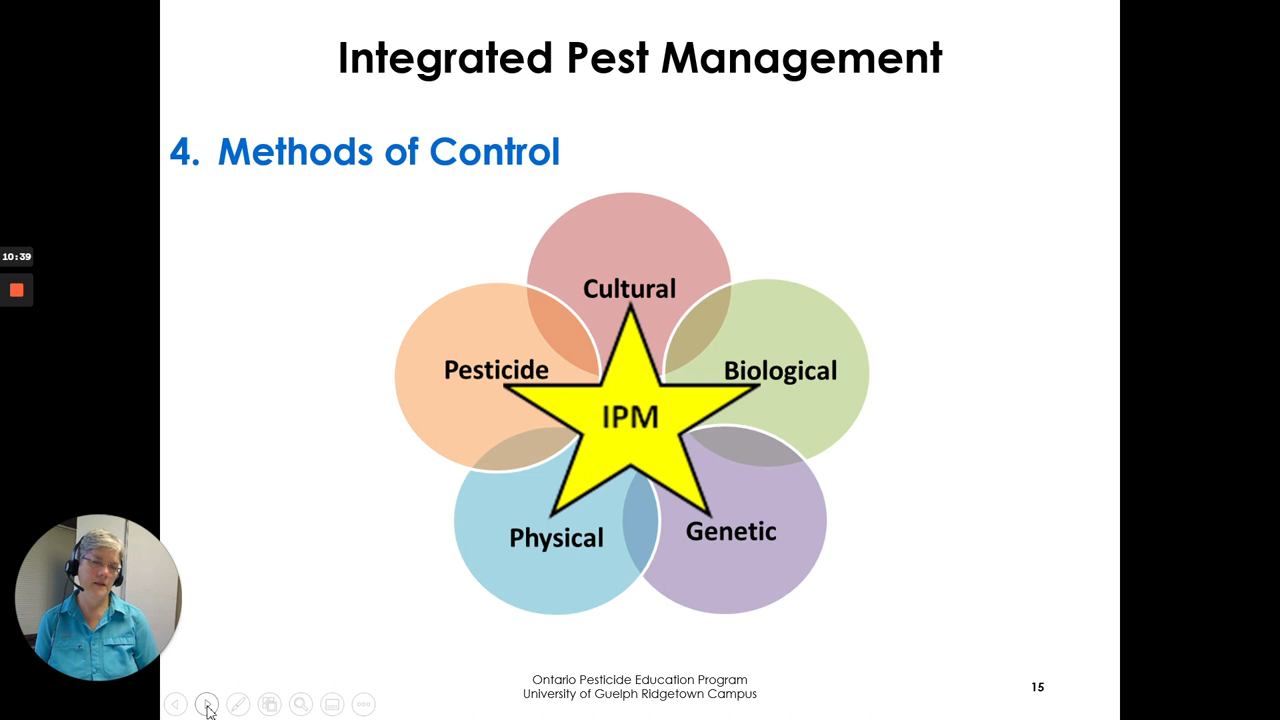 Integrated Pest Management
4. Methods of Control
10:39
Cultural
Pesticide
Biological
IPM
Physical
Genetic
Ontario Pesticide Education Program
University of Guelph Ridgetown Campus
15